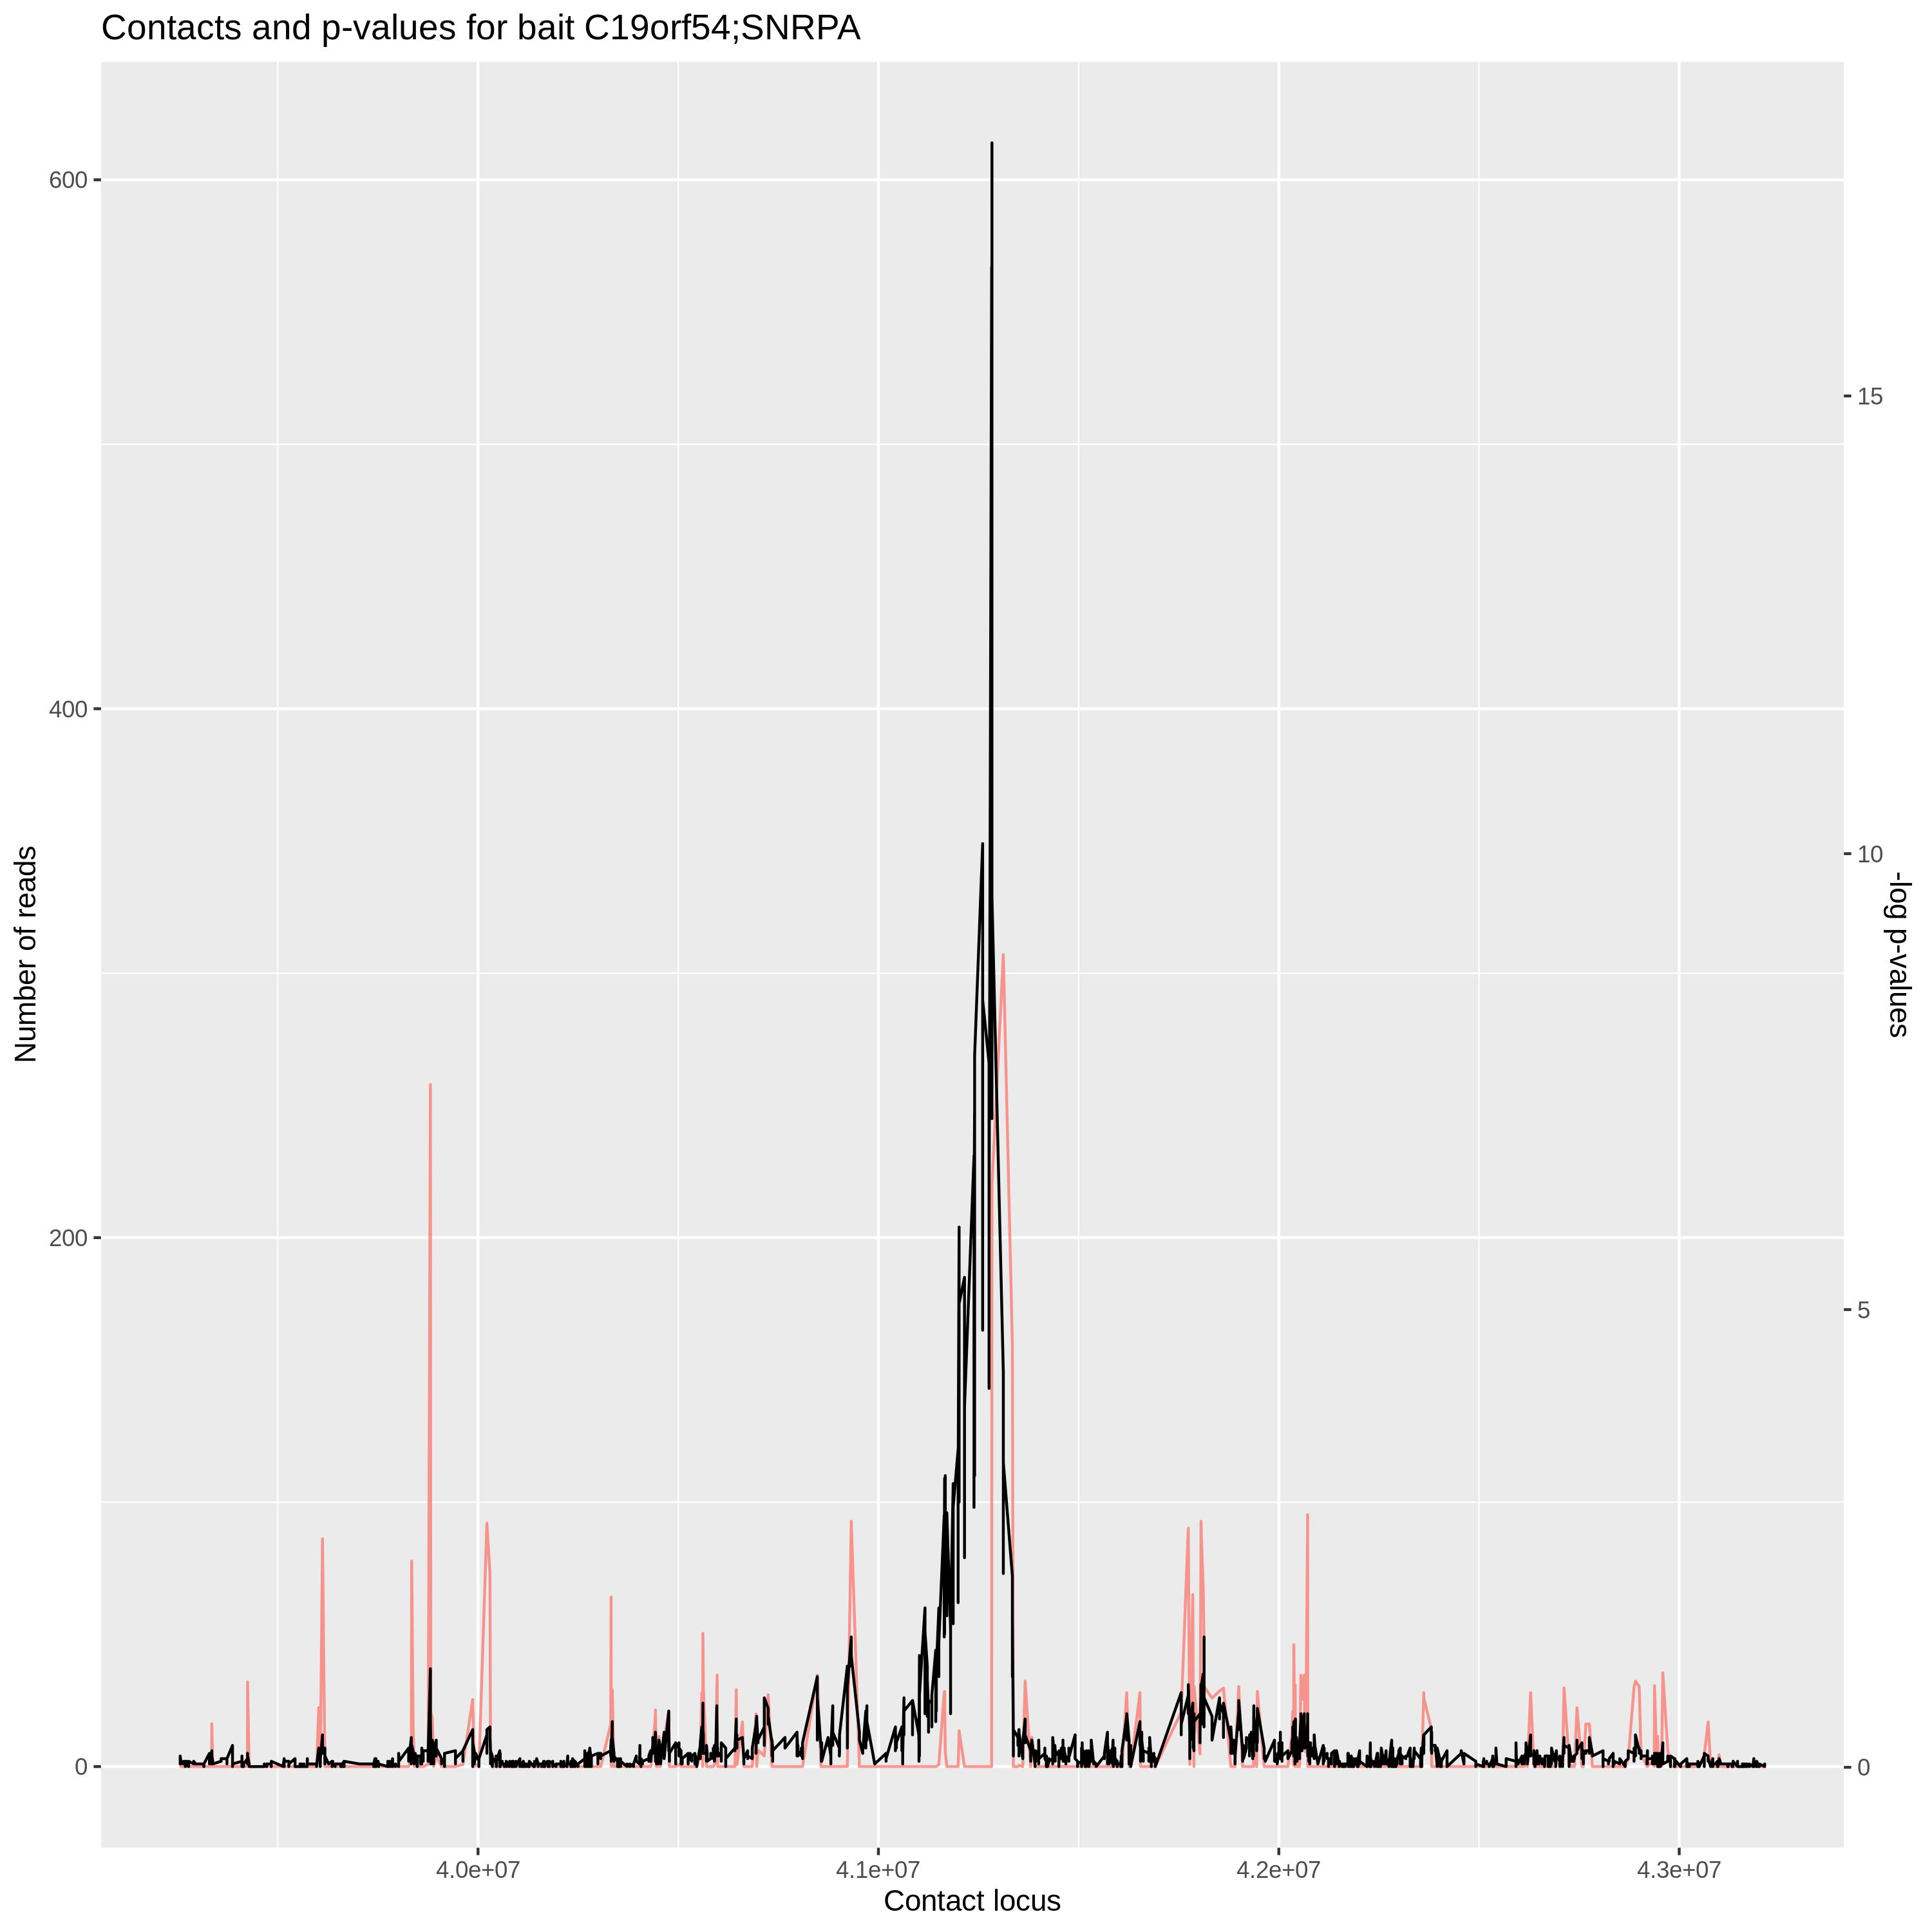 Contacts and p-values for bait C19orf54;SNRPA
600
400
200
0
Number of reads
15
10
5
0
-log p-values
4.0e+07
4.1e+07
4.2e+07
4.3e+07
Contact locus